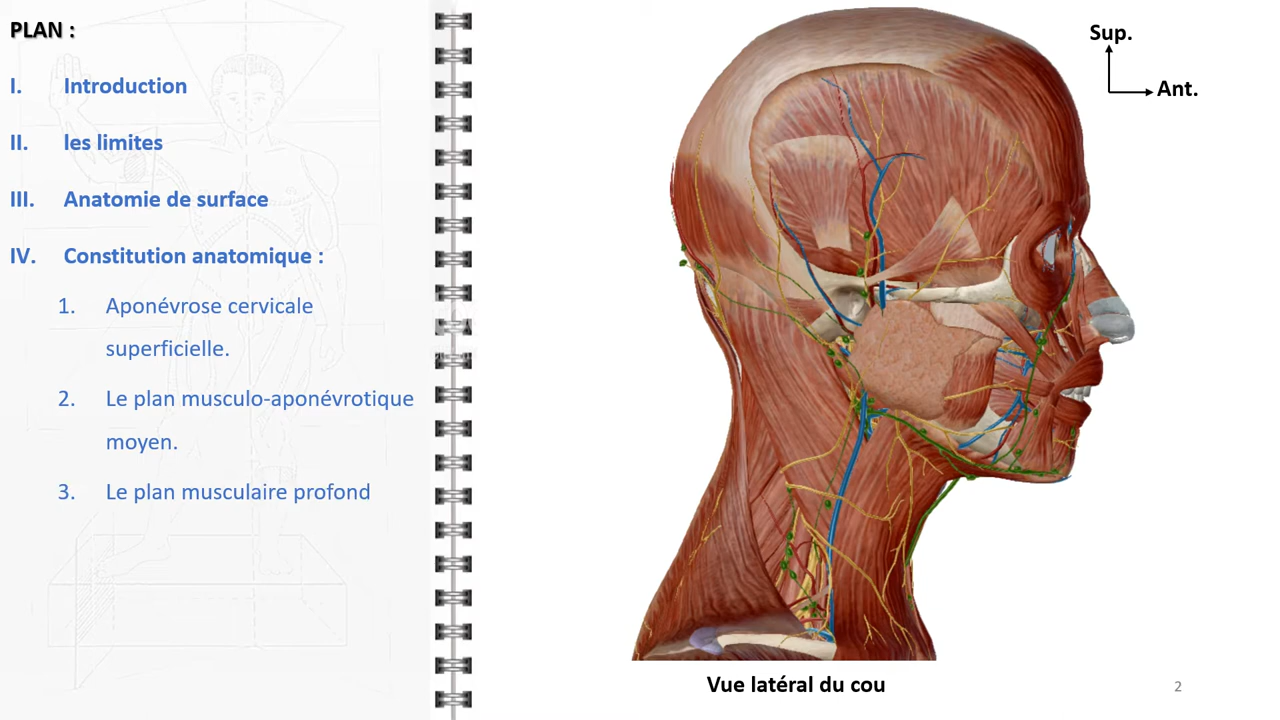 PLAN :
I. Introduction
II. les limites
III. Anatomie de surface
IV. Constitution anatomique :
1. Aponévrose cervicale
superficielle.
2. Le plan musculo-aponévrotique
moyen.
3. Le plan musculaire profond
Sup.
Ant.
Vue latéral du cou
2